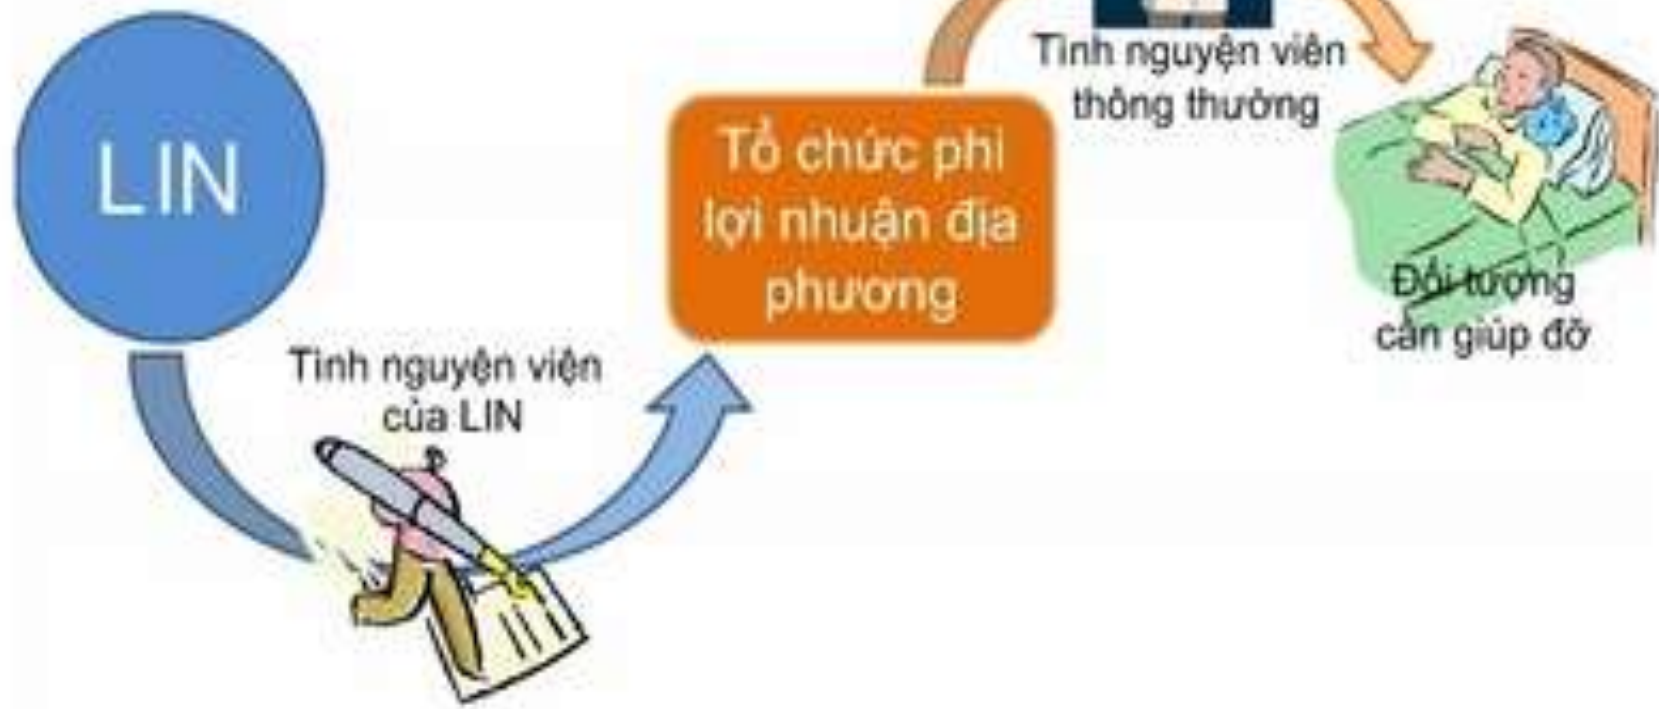 LIN
Tình nguyện viện
của LIN
Tổ chức phi
lợi nhuận địa
phương
Tình nguyện viên
thông thường
Đối tượng
cần giúp đỡ